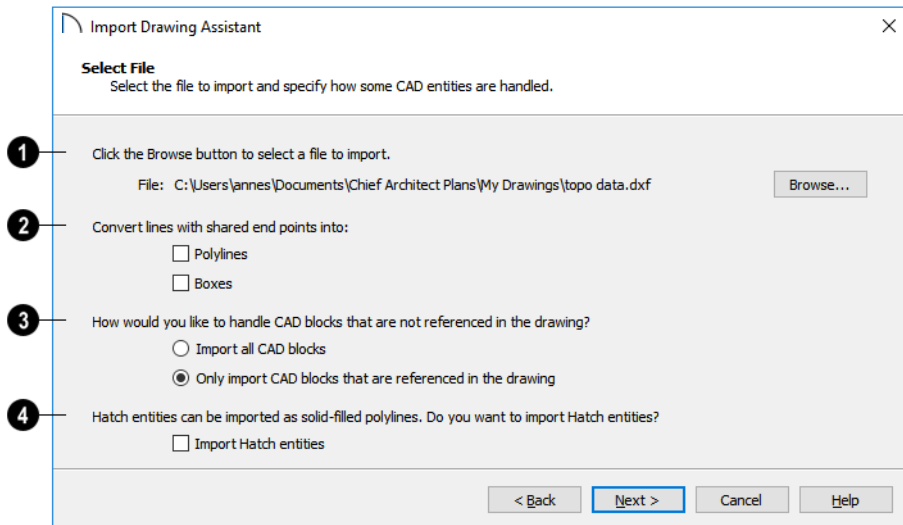 Import Drawing Assistant
Select File
Select the file to import and specify how some CAD entities are handled.
1 Click the Browse button to select a file to import.
File: C:\Users\annes\Documents\Chief Architect Plans\My Drawings\topo data.dxf Browse...
2 Convert lines with shared end points into:
Polylines
Boxes
3 How would you like to handle CAD blocks that are not referenced in the drawing?
Import all CAD blocks
Only import CAD blocks that are referenced in the drawing
4 Hatch entities can be imported as solid-filled polylines. Do you want to import Hatch entities?
Import Hatch entities
< Back Next > Cancel Help